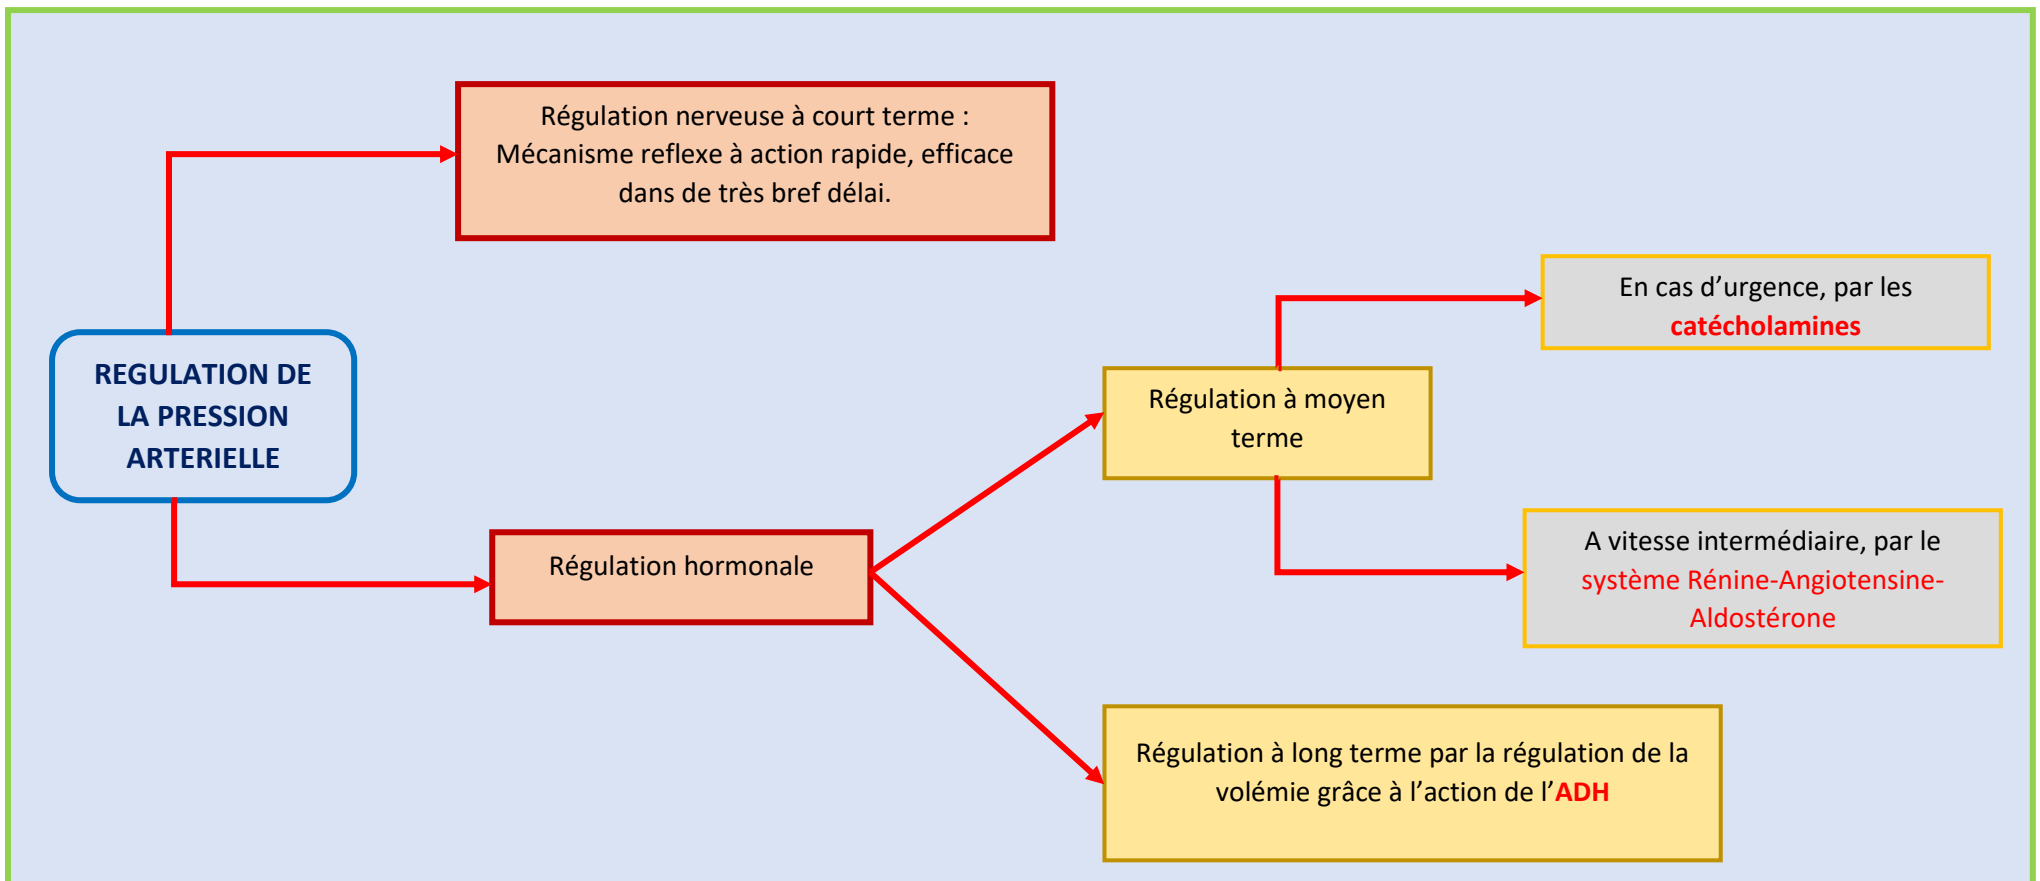 Régulation nerveuse à court terme :
Mécanisme reflexe à action rapide, efficace
dans de très bref délai.
En cas d’urgence, par les
catécholamines
REGULATION DE
LA PRESSION
ARTERIELLE
Régulation à moyen
terme
Régulation hormonale
A vitesse intermédiaire, par le
système Rénine-Angiotensine-
Aldostérone
Régulation à long terme par la régulation de la
volémie grâce à l’action de l’ADH